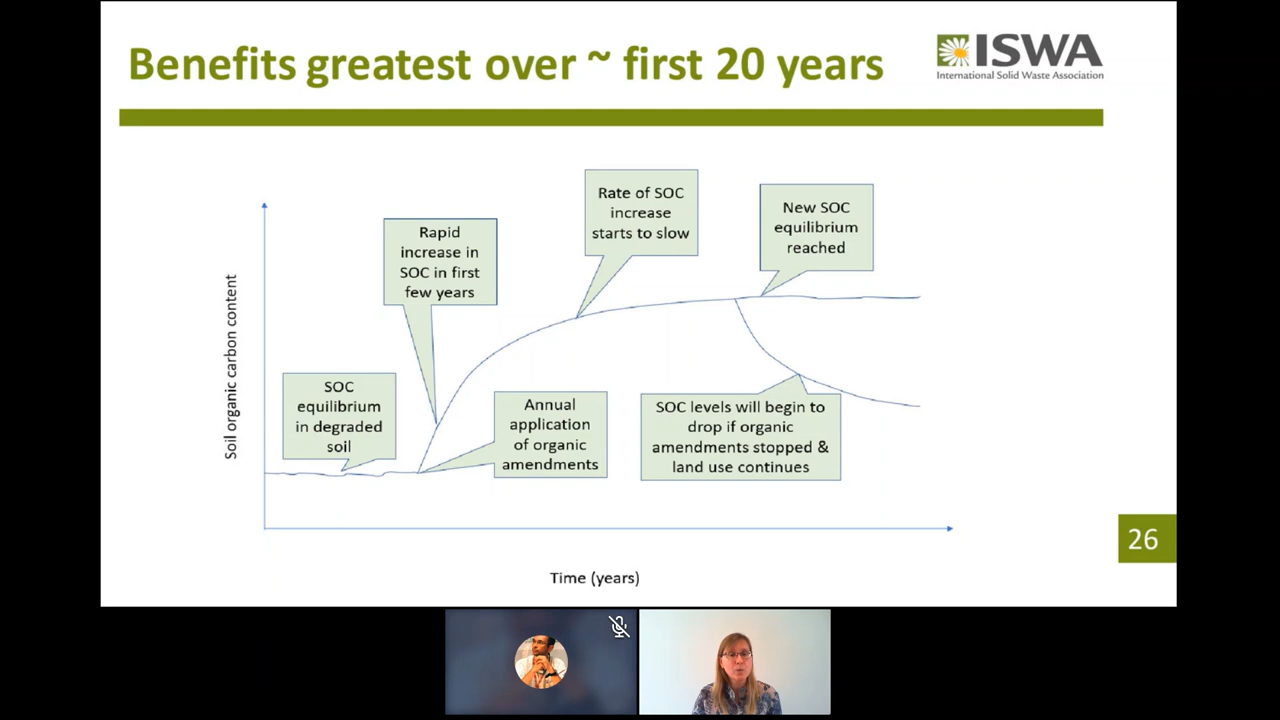 Benefits greatest over ~ first 20 years
ISWA
International Solid Waste Association
Rate of SOC
increase
starts to slow
New SOC
equilibrium
reached
Rapid
increase in
SOC in first
few years
Soil organic carbon content
SOC
equilibrium
in degraded
soil
Annual
application
of organic
amendments
SOC levels will begin to
drop if organic
amendments stopped &
land use continues
26
Time (years)